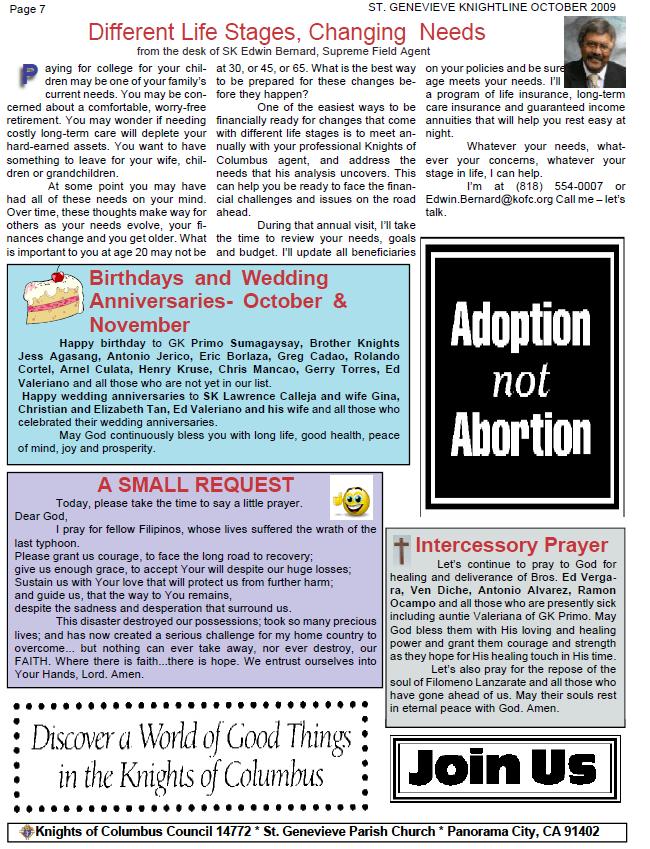 Page 7
ST. GENEVIEVE KNIGHTLINE OCTOBER 2009
Different Life Stages, Changing Needs
from the desk of SK Edwin Bernard, Supreme Field Agent
Paying for college for your chil-
dren may be one of your family's
current needs. You may be con-
cerned about a comfortable, worry-free
retirement. You may wonder if needing
costly long-term care will deplete your
hard-earned assets. You want to have
something to leave for your wife, chil-
dren or grandchildren.
At some point you may have
had all of these needs on your mind.
Over time, these thoughts make way for
others as your needs evolve, your fi-
nances change and you get older. What
is important to you at age 20 may not be
at 30, or 45, or 65. What is the best way
to be prepared for these changes be-
fore they happen?
One of the easiest ways to be
financially ready for changes that come
with different life stages is to meet an-
nually with your professional Knights of
Columbus agent, and address the
needs that his analysis uncovers. This
can help you be ready to face the finan-
cial challenges and issues on the road
ahead.
During that annual visit, I'll take
the time to review your needs, goals
and budget. I'll update all beneficiaries
on your policies and be sure
age meets your needs. I'll
a program of life insurance, long-term
care insurance and guaranteed income
annuities that will help you rest easy at
night.
Whatever your needs, what-
ever your concerns, whatever your
stage in life, I can help.
I'm at (818) 554-0007 or
Edwin.Bernard@kofc.org Call me – let's
talk.
Birthdays and Wedding
Anniversaries- October &
November
Happy birthday to GK Primo Sumagaysay, Brother Knights
Jess Agasang, Antonio Jerico, Eric Borlaza, Greg Cadao, Rolando
Cortel, Arnel Culata, Henry Kruse, Chris Mancao, Gerry Torres, Ed
Valeriano and all those who are not yet in our list.
Happy wedding anniversaries to SK Lawrence Calleja and wife Gina,
Christian and Elizabeth Tan, Ed Valeriano and his wife and all those who
celebrated their wedding anniversaries.
May God continuously bless you with long life, good health, peace
of mind, joy and prosperity.
Adoption
not
Abortion
A SMALL REQUEST
Today, please take the time to say a little prayer.
Dear God,
I pray for fellow Filipinos, whose lives suffered the wrath of the
last typhoon.
Please grant us courage, to face the long road to recovery;
give us enough grace, to accept Your will despite our huge losses;
Sustain us with Your love that will protect us from further harm;
and guide us, that the way to You remains,
despite the sadness and desperation that surround us.
This disaster destroyed our possessions; took so many precious
lives; and has now created a serious challenge for my home country to
overcome... but nothing can ever take away, nor ever destroy, our
FAITH. Where there is faith...there is hope. We entrust ourselves into
Your Hands, Lord. Amen.
Intercessory Prayer
Let's continue to pray to God for
healing and deliverance of Bros. Ed Verga-
ra, Ven Diche, Antonio Alvarez, Ramon
Ocampo and all those who are presently sick
including auntie Valeriana of GK Primo. May
God bless them with His loving and healing
power and grant them courage and strength
as they hope for His healing touch in His time.
Let's also pray for the repose of the
soul of Filomeno Lanzarate and all those who
have gone ahead of us. May their souls rest
in eternal peace with God. Amen.
Discover a World of Good Things
in the Knights of Columbus
Join Us
Knights of Columbus Council 14772 * St. Genevieve Parish Church * Panorama City, CA 91402